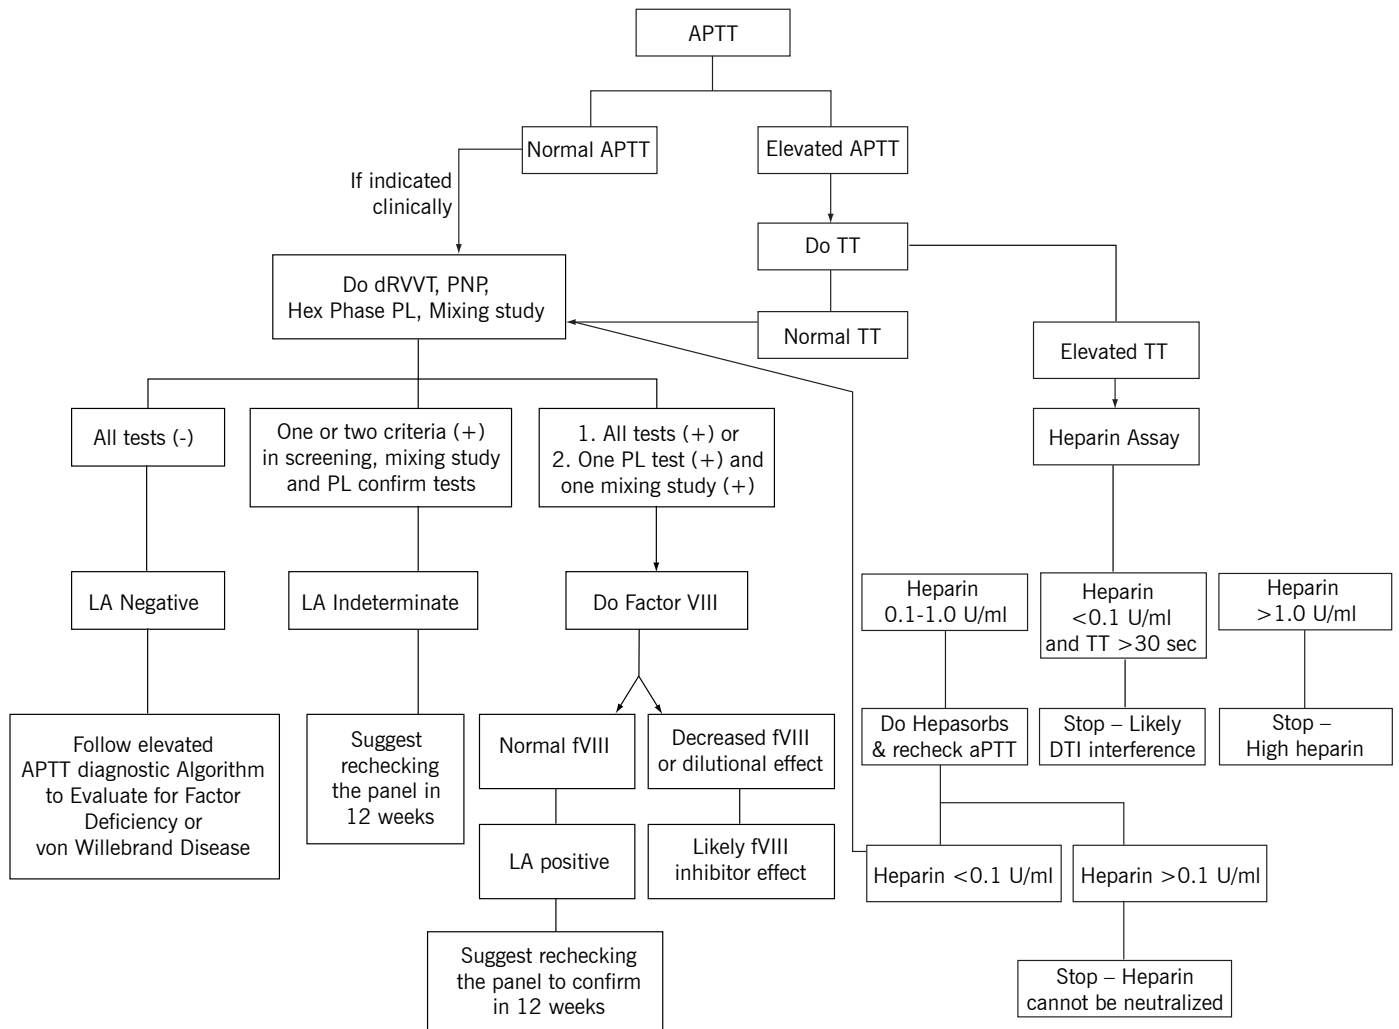 APTT
Normal APTT
Elevated APTT
If indicated
clinically
Do TT
Do dRVVT, PNP,
Hex Phase PL, Mixing study
Normal TT
Elevated TT
All tests (-)
One or two criteria (+)
in screening, mixing study
and PL confirm tests
1. All tests (+) or
2. One PL test (+) and
one mixing study (+)
Heparin Assay
LA Negative
LA Indeterminate
Do Factor VIII
Heparin
0.1-1.0 U/ml
Heparin
<0.1 U/ml
and TT >30 sec
Heparin
>1.0 U/ml
Follow elevated
APTT diagnostic Algorithm
to Evaluate for Factor
Deficiency or
von Willebrand Disease
Suggest
rechecking
the panel in
12 weeks
Normal fVIII
Decreased fVIII
or dilutional effect
Do Hepasorbs
& recheck aPTT
Stop – Likely
DTI interference
Stop –
High heparin
LA positive
Likely fVIII
inhibitor effect
Heparin <0.1 U/ml
Heparin >0.1 U/ml
Suggest rechecking
the panel to confirm
in 12 weeks
Stop – Heparin
cannot be neutralized